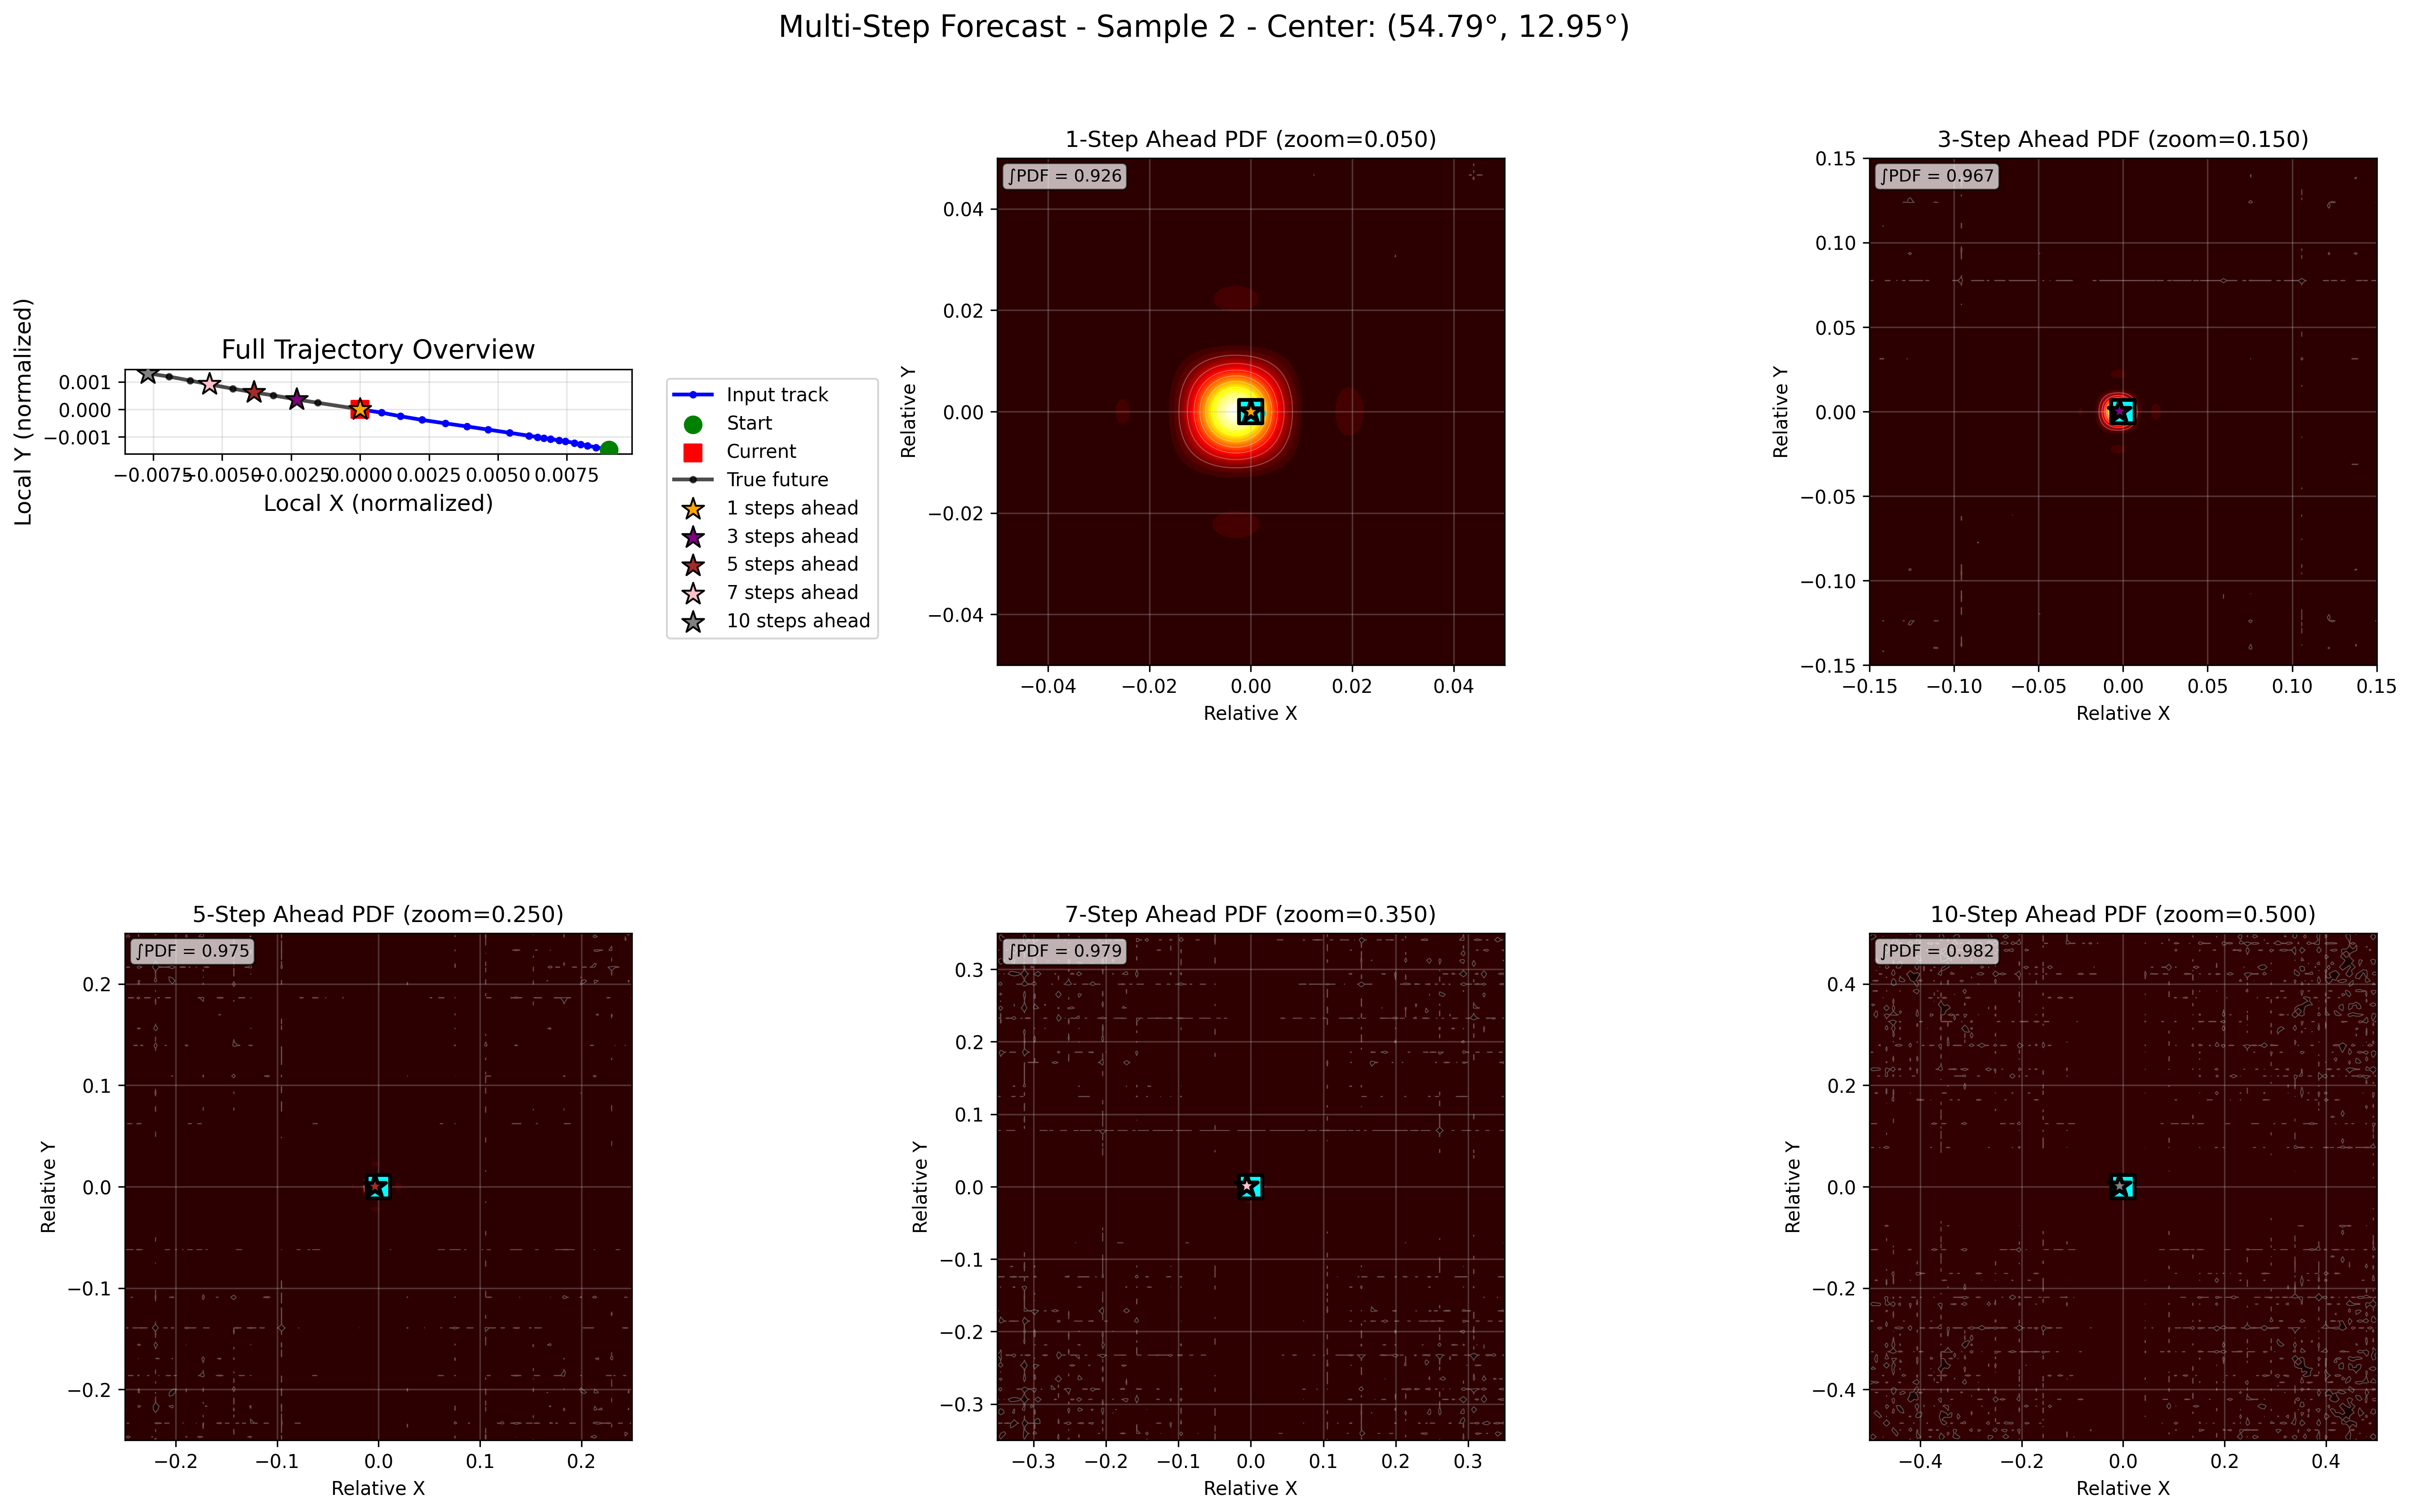 Multi-Step Forecast - Sample 2 - Center: (54.79°, 12.95°)
Full Trajectory Overview
Local Y (normalized)
0.001
0.000
−0.001
−0.0075 −0.0050 −0.0025 0.0000 0.0025 0.0050 0.0075
Local X (normalized)
Input track
Start
Current
True future
1 steps ahead
3 steps ahead
5 steps ahead
7 steps ahead
10 steps ahead
1-Step Ahead PDF (zoom=0.050)
∫PDF = 0.926
Relative Y
0.04
0.02
0.00
−0.02
−0.04
−0.04 −0.02 0.00 0.02 0.04
Relative X
3-Step Ahead PDF (zoom=0.150)
∫PDF = 0.967
Relative Y
0.15
0.10
0.05
0.00
−0.05
−0.10
−0.15
−0.15 −0.10 −0.05 0.00 0.05 0.10 0.15
Relative X
5-Step Ahead PDF (zoom=0.250)
∫PDF = 0.975
Relative Y
0.2
0.1
0.0
−0.1
−0.2
−0.2 −0.1 0.0 0.1 0.2
Relative X
7-Step Ahead PDF (zoom=0.350)
∫PDF = 0.979
Relative Y
0.3
0.2
0.1
0.0
−0.1
−0.2
−0.3
−0.3 −0.2 −0.1 0.0 0.1 0.2 0.3
Relative X
10-Step Ahead PDF (zoom=0.500)
∫PDF = 0.982
Relative Y
0.4
0.2
0.0
−0.2
−0.4
−0.4 −0.2 0.0 0.2 0.4
Relative X